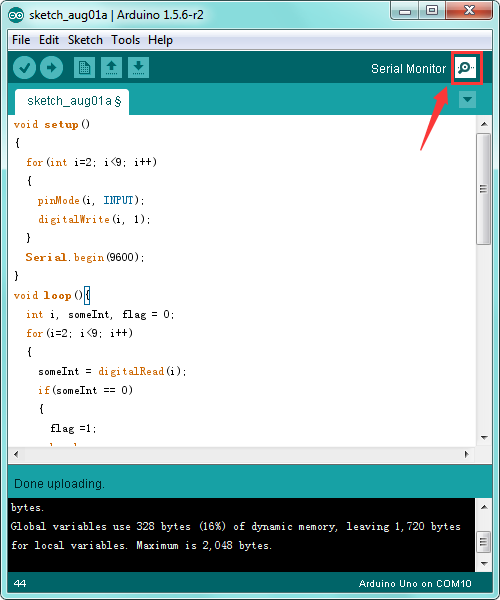 sketch_aug01a | Arduino 1.5.6-r2
File Edit Sketch Tools Help
Serial Monitor
sketch_aug01a §
void setup()
{
for(int i=2; i<9; i++)
{
pinMode(i, INPUT);
digitalWrite(i, 1);
}
Serial.begin(9600);
}
void loop(){
int i, someInt, flag = 0;
for(i=2; i<9; i++)
{
someInt = digitalRead(i);
if(someInt == 0)
{
flag =1;
Done uploading.
bytes.
Global variables use 328 bytes (16%) of dynamic memory, leaving 1,720 bytes
for local variables. Maximum is 2,048 bytes.
44
Arduino Uno on COM10